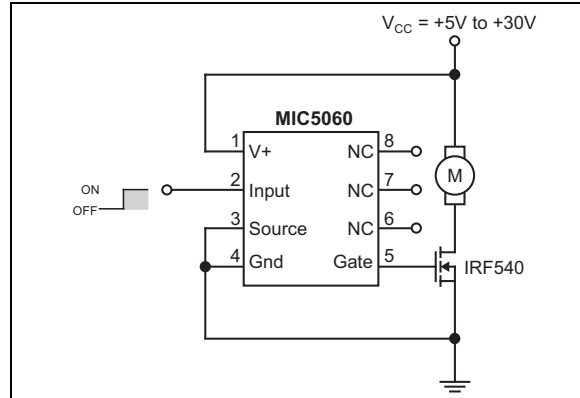 V_CC = +5V to +30V
MIC5060
1 V+ NC 8
ON
OFF
2 Input NC 7
3 Source NC 6
4 Gnd Gate 5
M
IRF540